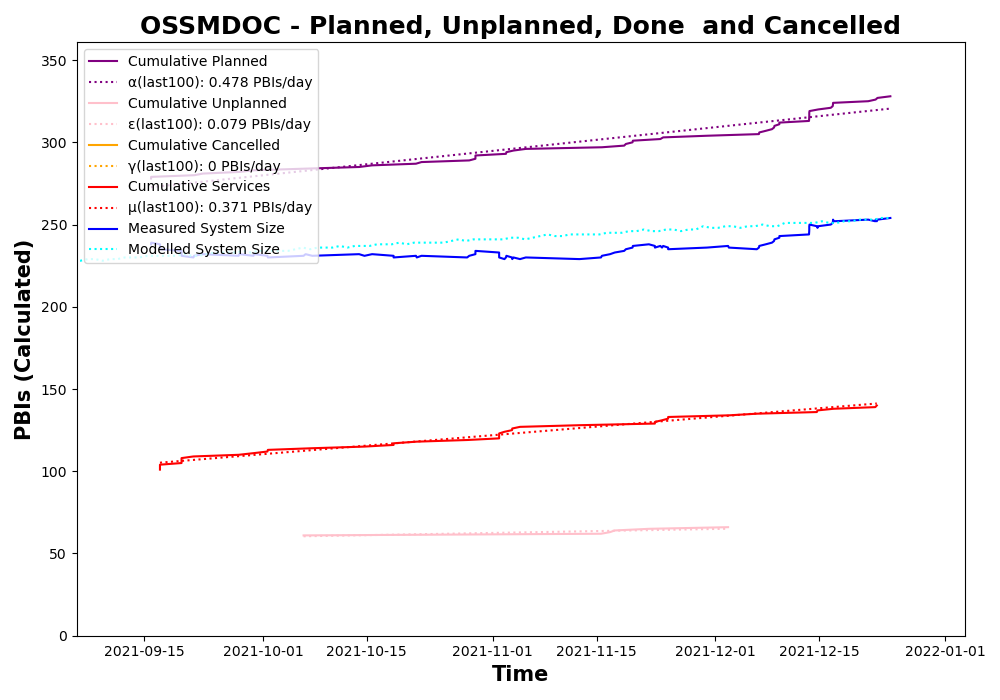 OSSMDOC - Planned, Unplanned, Done  and Cancelled
PBIs (Calculated)
350
300
250
200
150
100
50
0
Cumulative Planned
α(last100): 0.478 PBIs/day
Cumulative Unplanned
ε(last100): 0.079 PBIs/day
Cumulative Cancelled
γ(last100): 0 PBIs/day
Cumulative Services
μ(last100): 0.371 PBIs/day
Measured System Size
Modelled System Size
2021-09-15
2021-10-01
2021-10-15
2021-11-01
2021-11-15
2021-12-01
2021-12-15
2022-01-01
Time